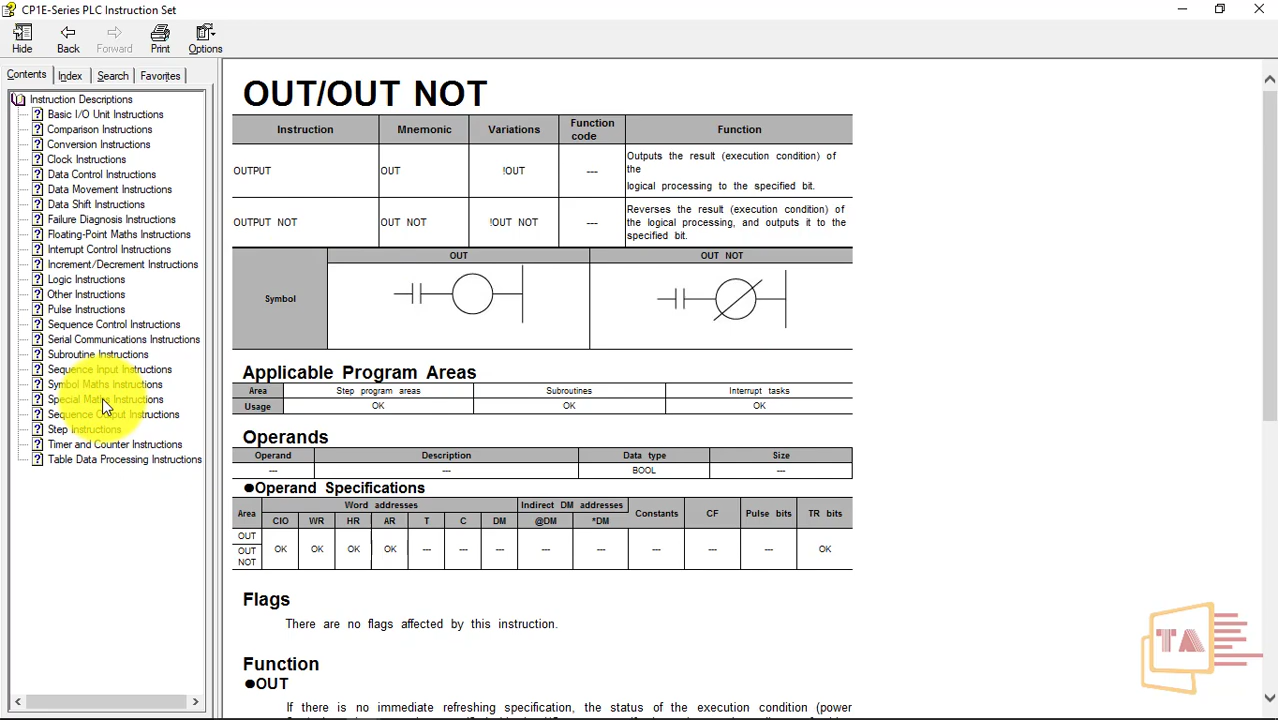 CP1E-Series PLC Instruction Set
Hide Back Forward Print Options
Contents Index Search Favorites
Instruction Descriptions
Basic I/O Unit Instructions
Comparison Instructions
Conversion Instructions
Clock Instructions
Data Control Instructions
Data Movement Instructions
Data Shift Instructions
Failure Diagnosis Instructions
Floating-Point Maths Instructions
Interrupt Control Instructions
Increment/Decrement Instructions
Logic Instructions
Other Instructions
Pulse Instructions
Sequence Control Instructions
Serial Communications Instructions
Subroutine Instructions
Sequence Input Instructions
Symbol Maths Instructions
Special Maths Instructions
Sequence Output Instructions
Step Instructions
Timer and Counter Instructions
Table Data Processing Instructions
OUT/OUT NOT
Instruction Mnemonic Variations Function code Function
OUTPUT OUT !OUT --- Outputs the result (execution condition) of
the
logical processing to the specified bit.
OUTPUT NOT OUT NOT !OUT NOT --- Reverses the result (execution condition) of
the logical processing, and outputs it to the
specified bit.
Symbol OUT OUT NOT
Applicable Program Areas
Area Step program areas Subroutines Interrupt tasks
Usage OK OK OK
Operands
Operand Description Data type Size
--- --- BOOL ---
●Operand Specifications
Area Word addresses Indirect DM addresses Constants CF Pulse bits TR bits
CIO WR HR AR T C DM @DM *DM
OUT
OUT NOT OK OK OK OK --- --- --- --- --- --- --- --- OK
Flags
There are no flags affected by this instruction.
Function
●OUT
If there is no immediate refreshing specification, the status of the execution condition (power
TA